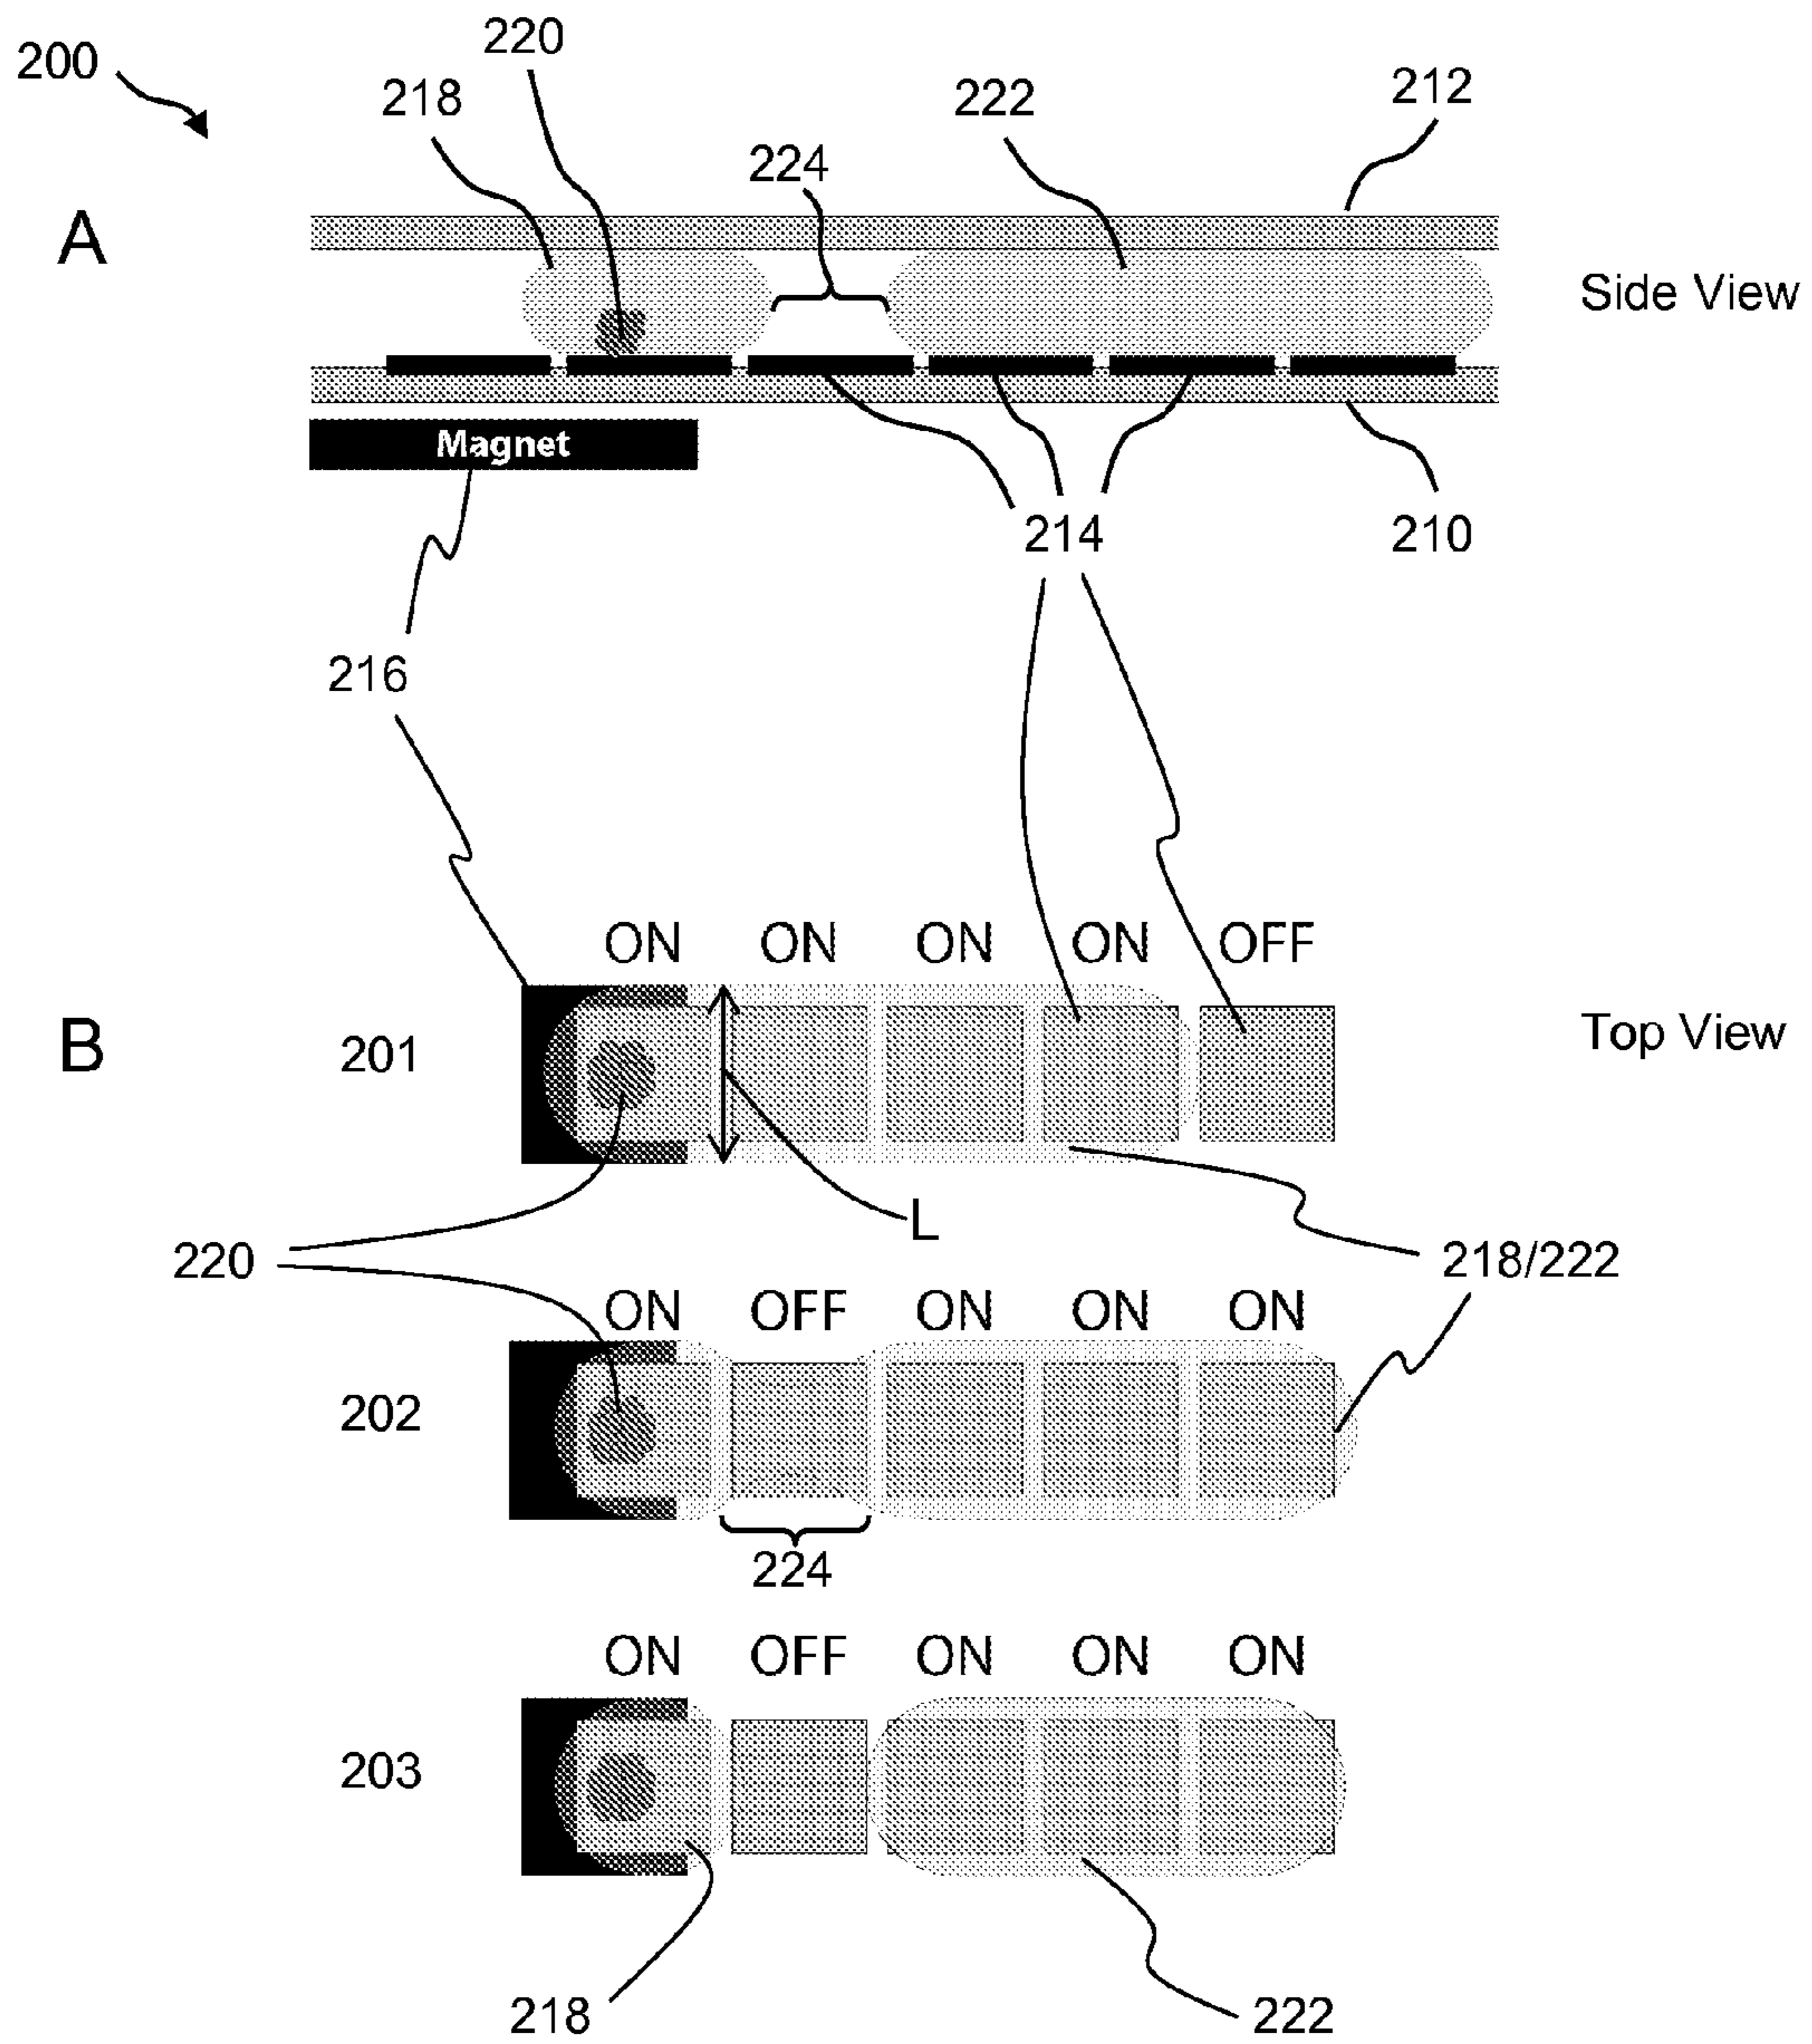 220
200
218
222
212
224
A
Side View
Magnet
214
210
216
ON ON ON ON OFF
B
201
Top View
L
220
218/222
ON OFF ON ON ON
202
224
ON OFF ON ON ON
203
218
222